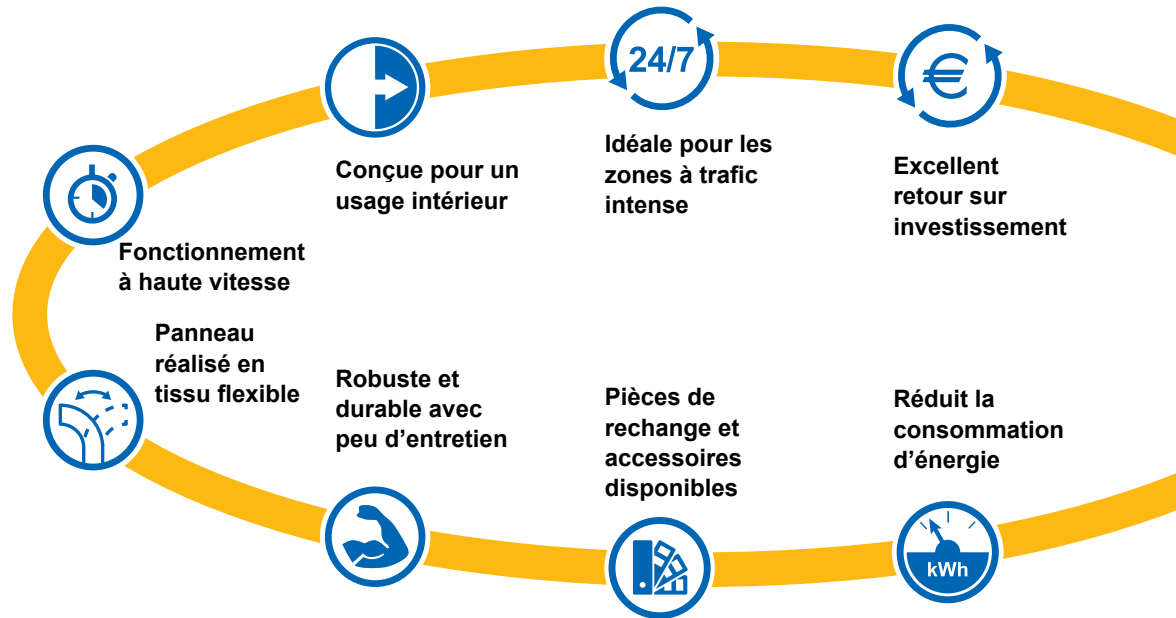 24/7
€
Conçue pour un
usage intérieur
Idéale pour les
zones à trafic
intense
Excellent
retour sur
investissement
Fonctionnement
à haute vitesse
Panneau
réalisé en
tissu flexible
Robuste et
durable avec
peu d’entretien
Pièces de
rechange et
accessoires
disponibles
Réduit la
consommation
d’énergie
kWh